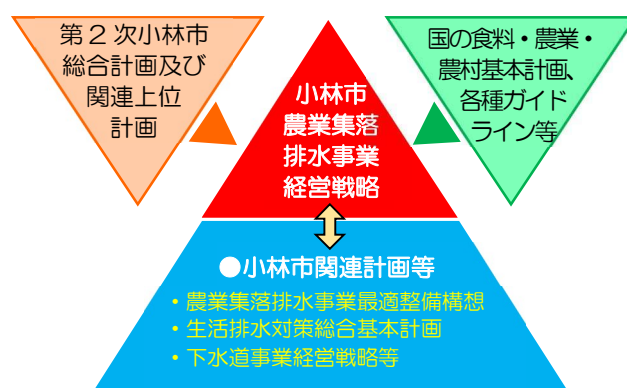 第2次小林市
総合計画及び
関連上位
計画
小林市
農業集落
排水事業
経営戦略
国の食料・農業・
農村基本計画、
各種ガイド
ライン等
●小林市関連計画等
・農業集落排水事業最適整備構想
・生活排水対策総合基本計画
・下水道事業経営戦略等